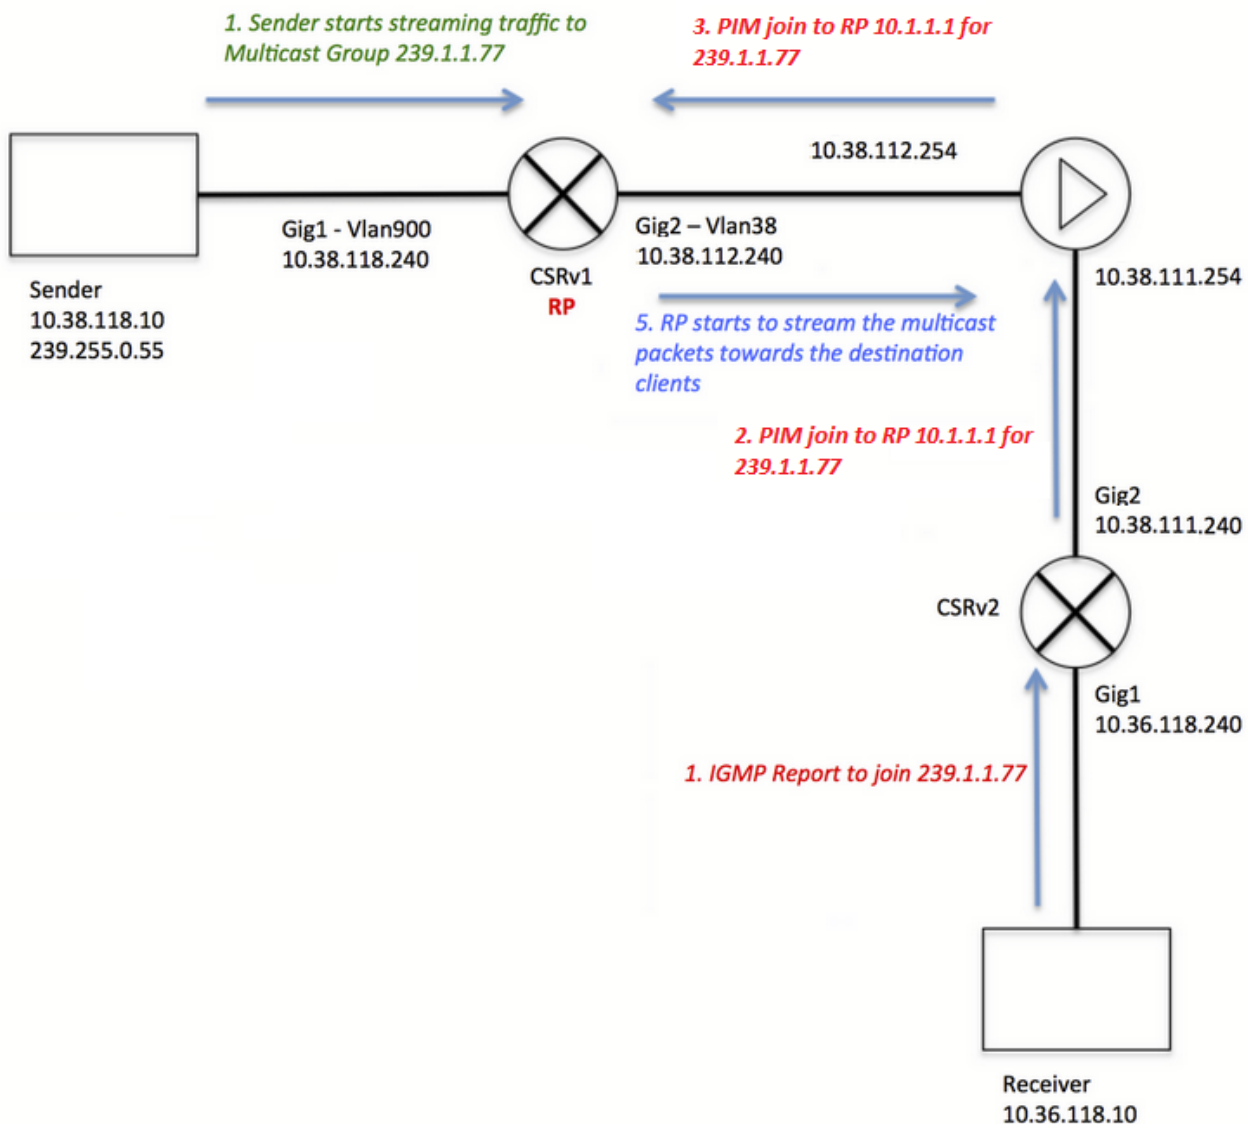 1. Sender starts streaming traffic to
Multicast Group 239.1.1.77
3. PIM join to RP 10.1.1.1 for
239.1.1.77
10.38.112.254
Gig1 - Vlan900
10.38.118.240
Gig2 – Vlan38
10.38.112.240
CSRv1
RP
10.38.111.254
Sender
10.38.118.10
239.255.0.55
5. RP starts to stream the multicast
packets towards the destination
clients
2. PIM join to RP 10.1.1.1 for
239.1.1.77
Gig2
10.38.111.240
CSRv2
Gig1
10.36.118.240
1. IGMP Report to join 239.1.1.77
Receiver
10.36.118.10